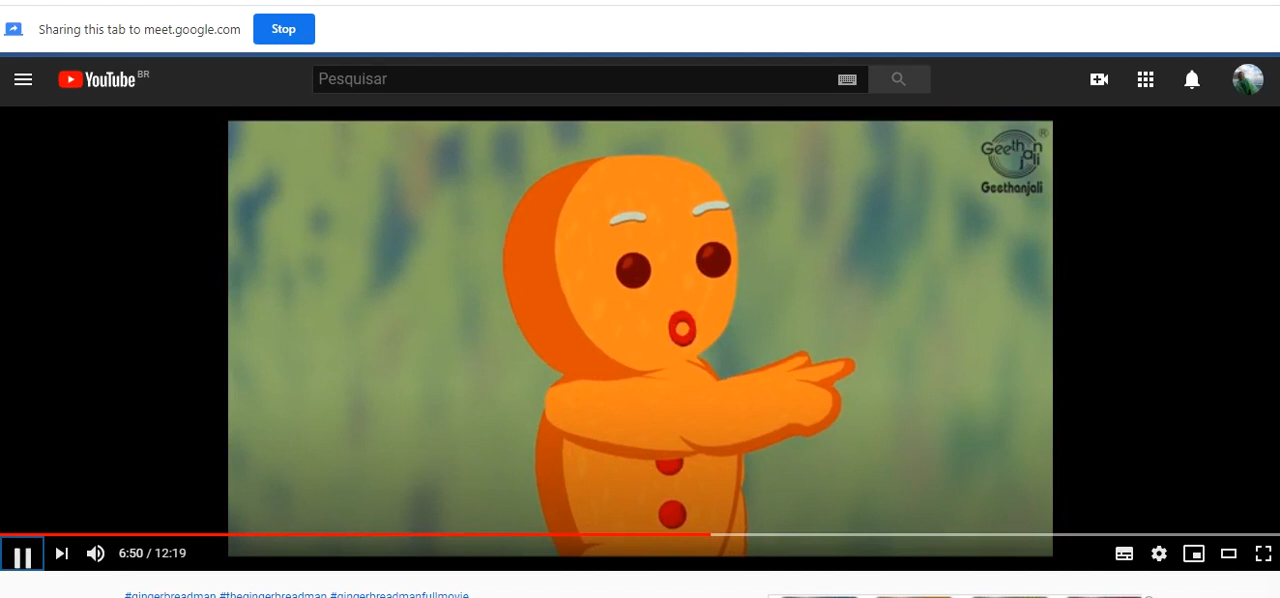 Sharing this tab to meet.google.com Stop
YouTube BR
Pesquisar
Geethanjali ®
Geethanjali
6:50 / 12:19
#gingerbreadman #thegingerbreadman #gingerbreadmanfullmovie